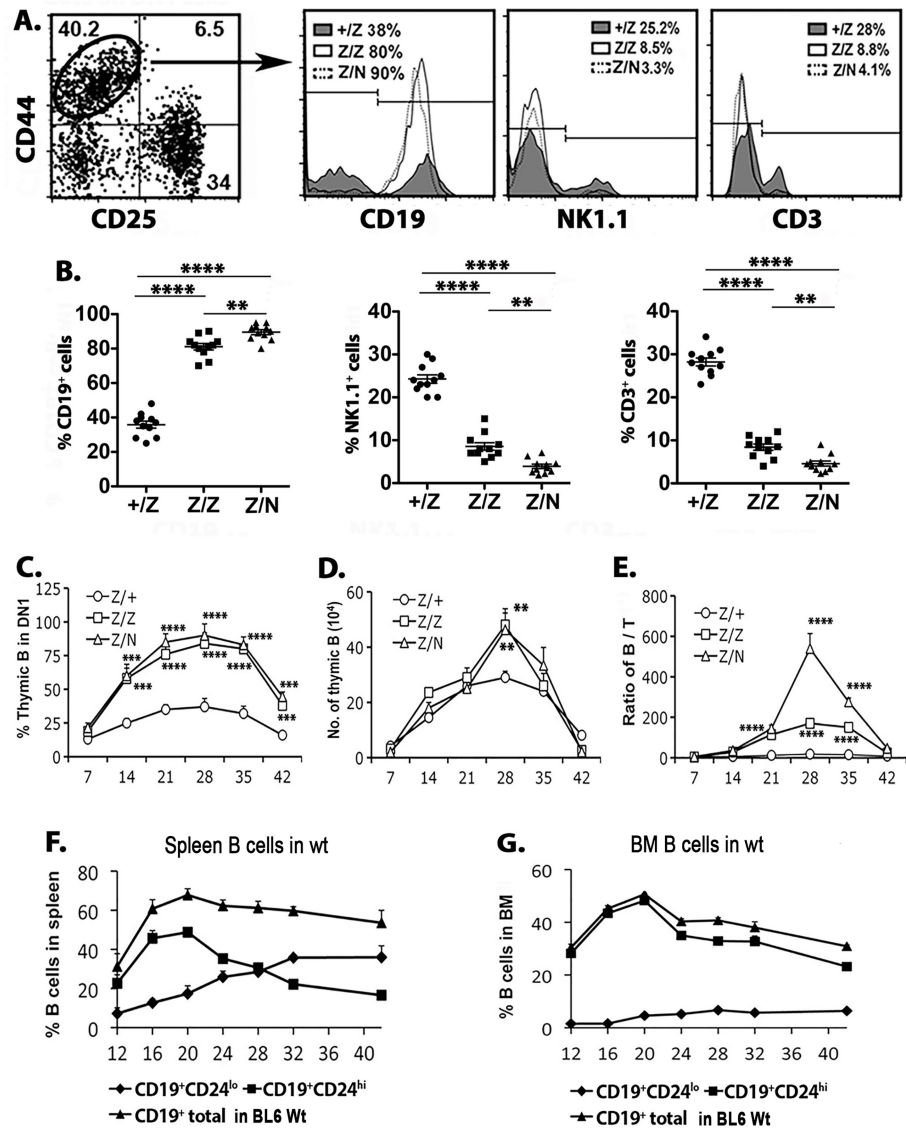 A.
40.2 6.5
34
CD44
CD25
+/Z 38%
Z/Z 80%
Z/N 90%
CD19
+/Z 25.2%
Z/Z 8.5%
Z/N 3.3%
NK1.1
+/Z 28%
Z/Z 8.8%
Z/N 4.1%
CD3
B.
****
****
**
% CD19⁺ cells
100
80
60
40
20
0
+/Z Z/Z Z/N
****
****
**
% NK1.1⁺ cells
40
30
20
10
0
+/Z Z/Z Z/N
****
****
**
% CD3⁺ cells
40
30
20
10
0
+/Z Z/Z Z/N
C.
% Thymic B in DN1
125
100
75
50
25
0
Z/+
Z/Z
Z/N
*** **** **** **** ***
*** **** **** **** ***
7 14 21 28 35 42
D.
No. of thymic B (10⁴)
60
40
20
0
Z/+
Z/Z
Z/N
**
**
7 14 21 28 35 42
E.
Ratio of B / T
800
600
400
200
0
Z/+
Z/Z
Z/N
****
****
**** **** ****
7 14 21 28 35 42
F. Spleen B cells in wt
% B cells in spleen
80
60
40
20
0
12 16 20 24 28 32 36 40
CD19⁺CD24ˡᵒ CD19⁺CD24ʰⁱ
CD19⁺ total in BL6 Wt
G. BM B cells in wt
% B cells in BM
60
40
20
0
12 16 20 24 28 32 36 40
CD19⁺CD24ˡᵒ CD19⁺CD24ʰⁱ
CD19⁺ total in BL6 Wt